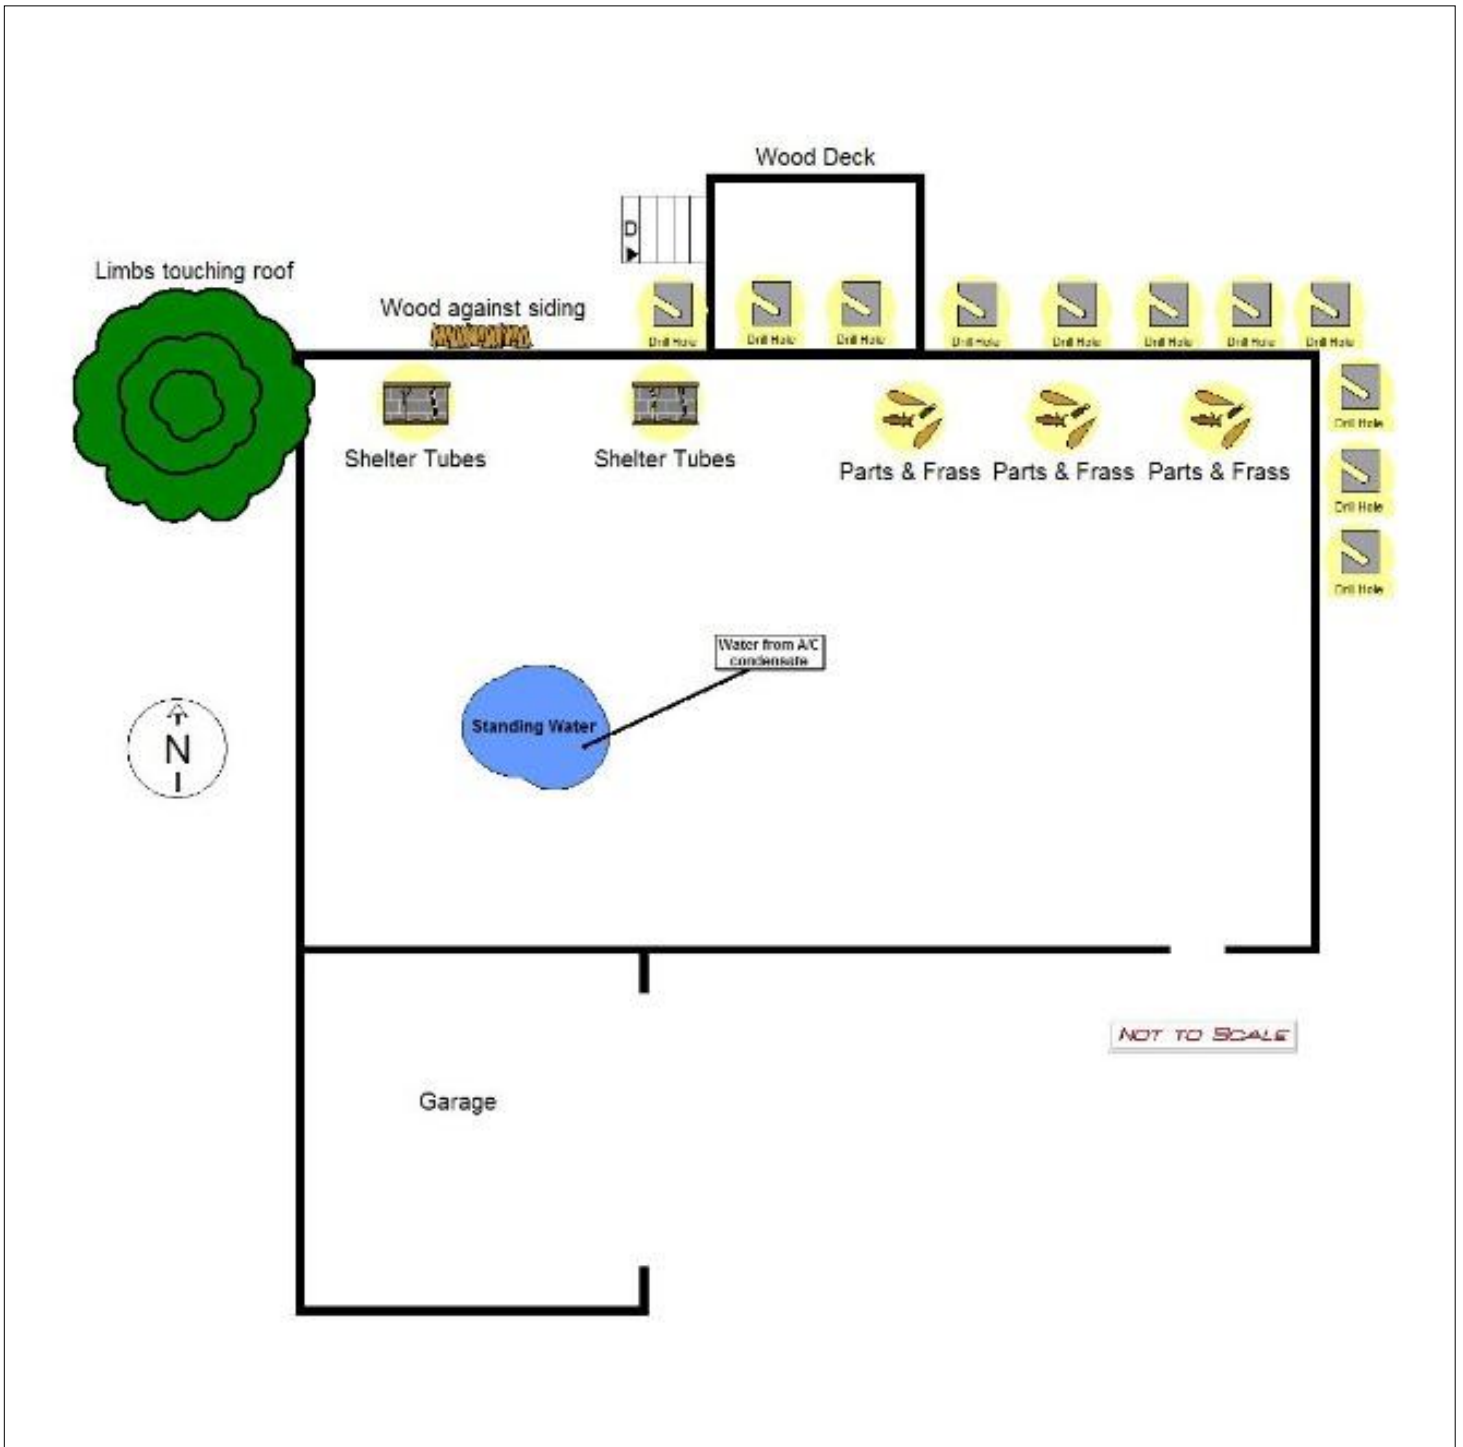 Wood Deck
D
Limbs touching roof
Wood against siding
Drill Hole
Drill Hole
Drill Hole
Drill Hole
Drill Hole
Drill Hole
Drill Hole
Drill Hole
Drill Hole
Drill Hole
Drill Hole
Shelter Tubes
Shelter Tubes
Parts & Frass
Parts & Frass
Parts & Frass
Water from A/C
condensate
Standing Water
N
NOT TO SCALE
Garage